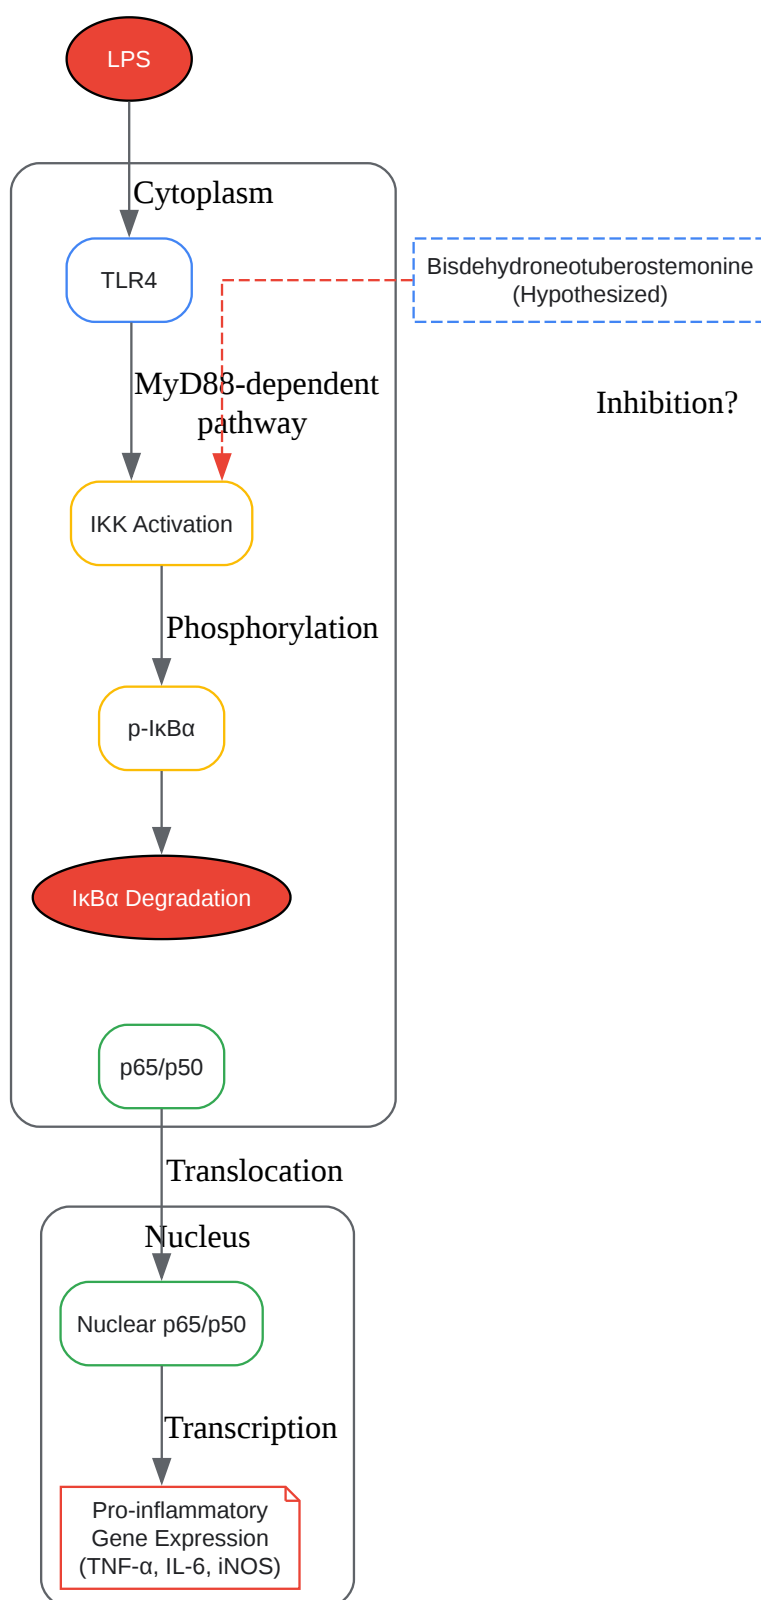 LPS
Cytoplasm
TLR4
Bisdehydroneotuberostemonine
(Hypothesized)
MyD88-dependent
pathway
Inhibition?
IKK Activation
Phosphorylation
p-IκBα
IκBα Degradation
p65/p50
Translocation
Nucleus
Nuclear p65/p50
Transcription
Pro-inflammatory
Gene Expression
(TNF-α, IL-6, iNOS)